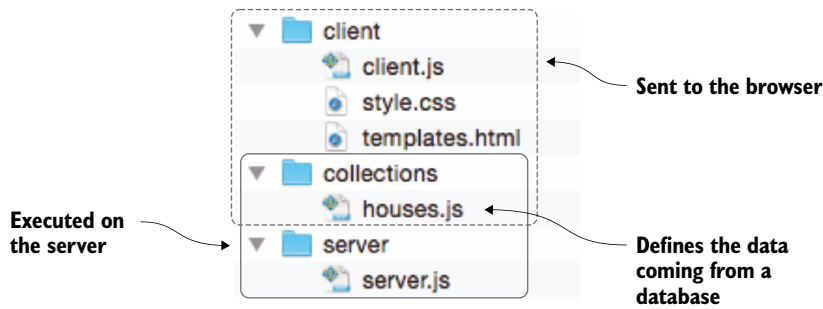 client
client.js
Sent to the browser
style.css
templates.html
collections
houses.js
Executed on
the server
server
Defines the data
coming from a
database
server.js